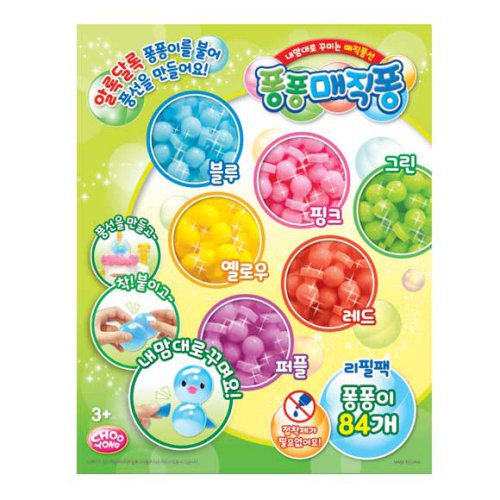 알록달록 퐁퐁이를 불어
풍선을 만들어요!
내맘대로 꾸미는 매직풍선
퐁퐁매직퐁
블루
핑크
그린
옐로우
레드
퍼플
풍선을 만들고~
착! 붙이고~
내맘대로꾸며요!
3+
CHOO
YONG
접착제가
필요없어요!
리필팩
퐁퐁이
84개